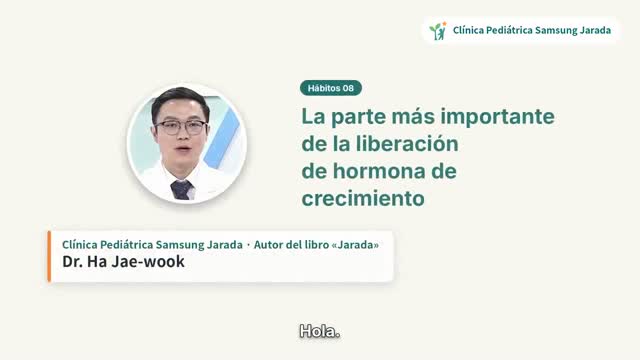 Clínica Pediátrica Samsung Jarada
Hábitos 08
La parte más importante
de la liberación
de hormona de
crecimiento
Clínica Pediátrica Samsung Jarada · Autor del libro «Jarada»
Dr. Ha Jae-wook
Hola.